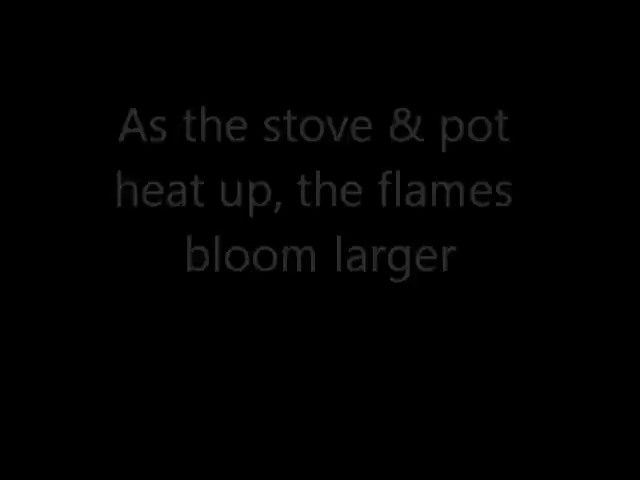 As the stove & pot
heat up, the flames
bloom larger